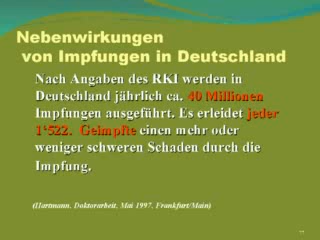 Nebenwirkungen
von Impfungen in Deutschland
Nach Angaben des RKI werden in
Deutschland jährlich ca. 40 Millionen
Impfungen ausgeführt. Es erleidet jeder
1'522. Geimpfte einen mehr oder
weniger schweren Schaden durch die
Impfung.
(Hartmann, Doktorarbeit, Mai 1997, Frankfurt/Main)